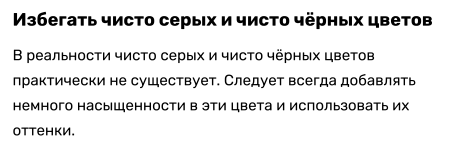 Избегать чисто серых и чисто чёрных цветов
В реальности чисто серых и чисто чёрных цветов
практически не существует. Следует всегда добавлять
немного насыщенности в эти цвета и использовать их
оттенки.